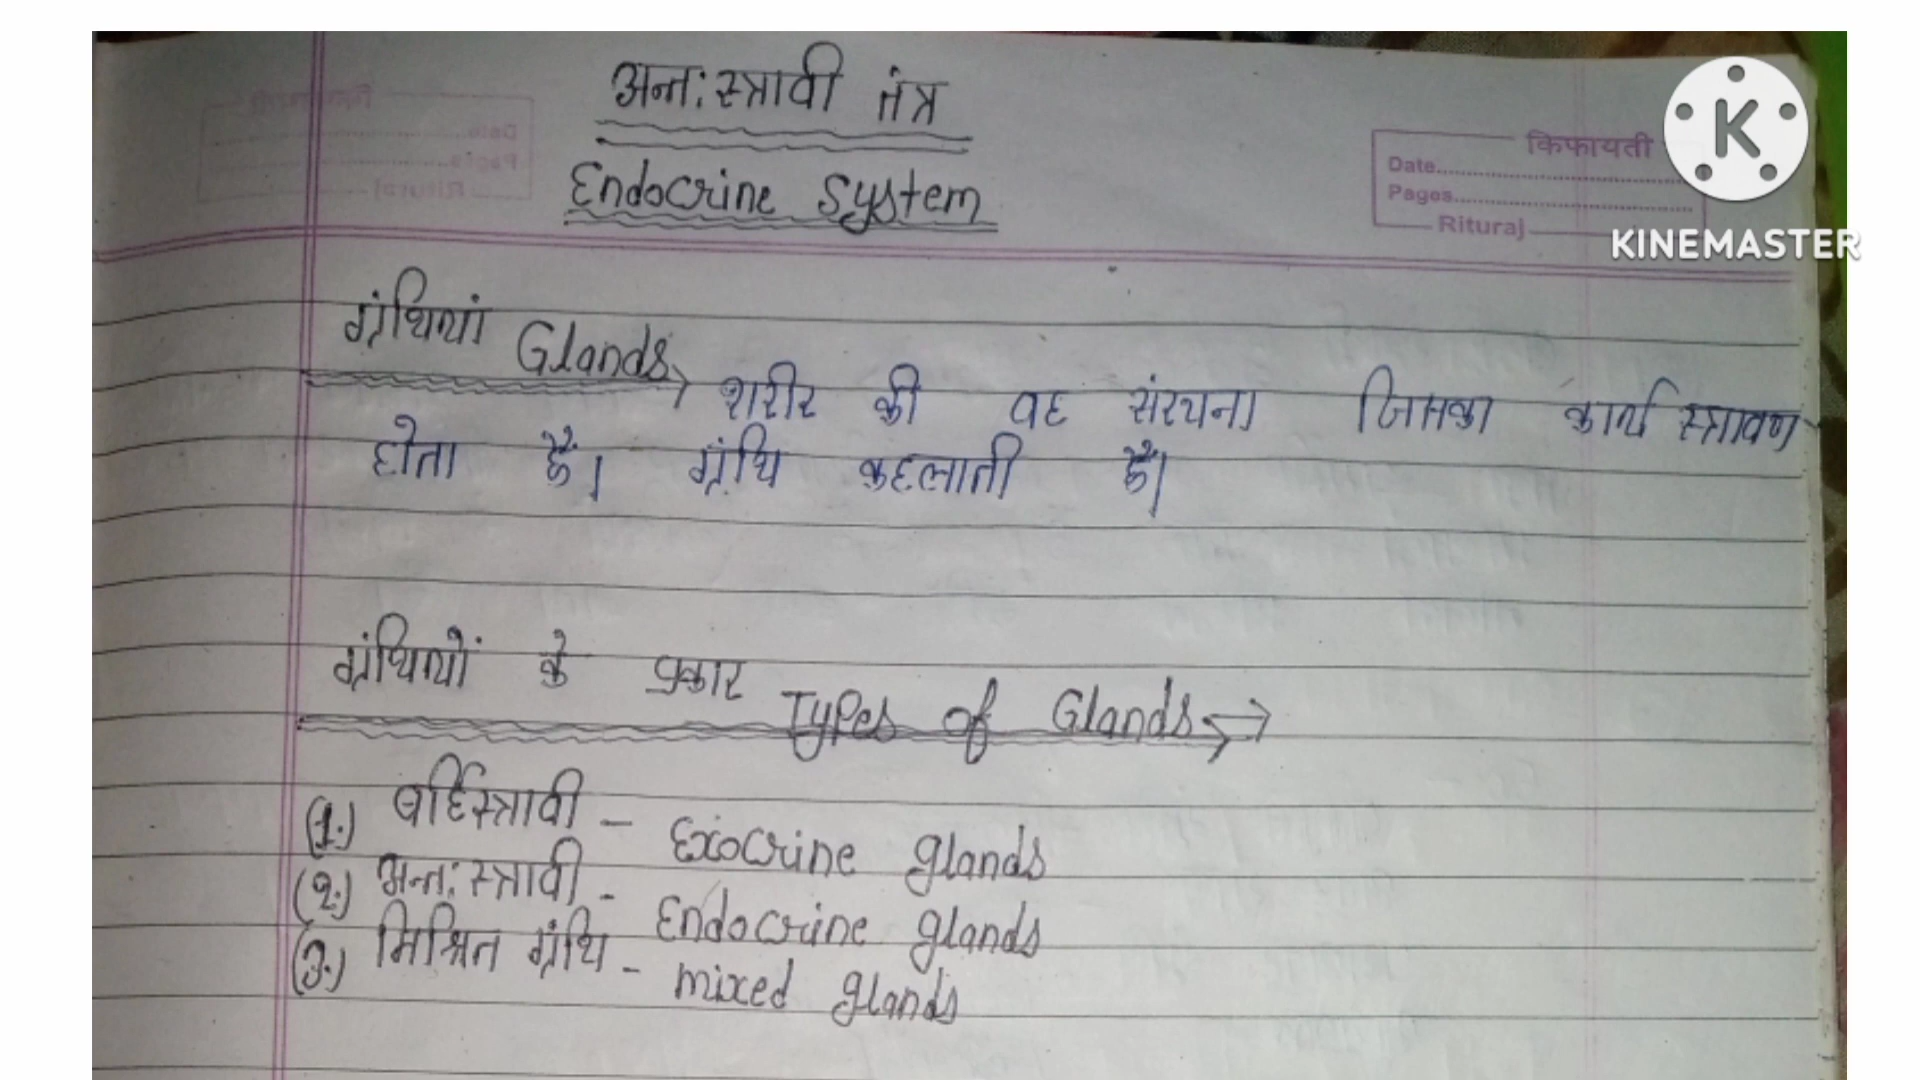 अन्त:स्त्रावी तंत्र
Endocrine System
किफायती
Date
Pages
Rituraj
K
KINEMASTER
ग्रंथियां Glands → शरीर की वह संरचना जिसका कार्य स्त्रावण
होता हैं। ग्रंथि कहलाती हैं।
ग्रंथियों के प्रकार Types of Glands →
(1.) बर्हिस्त्रावी - Exocrine glands
(2.) अन्त:स्त्रावी - Endocrine glands
(3.) मिश्रित ग्रंथि - mixed glands